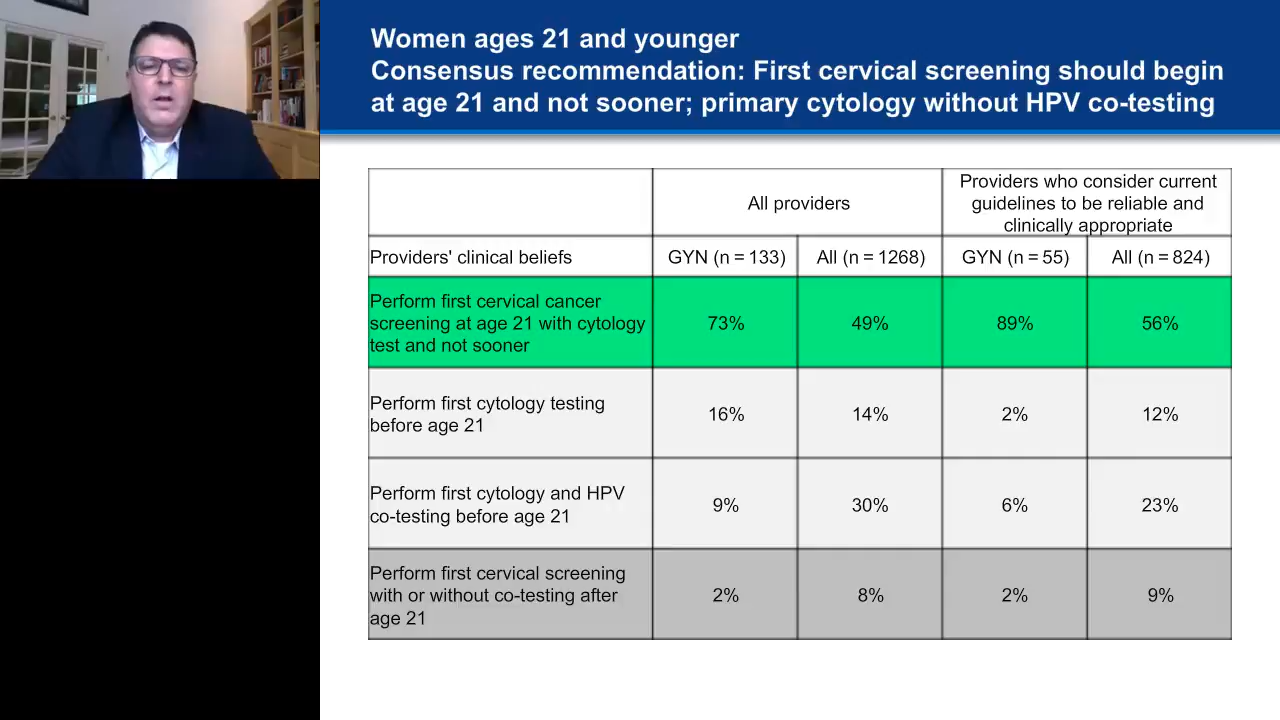 Women ages 21 and younger
Consensus recommendation: First cervical screening should begin
at age 21 and not sooner; primary cytology without HPV co-testing
All providers
Providers who consider current
guidelines to be reliable and
clinically appropriate
Providers' clinical beliefs
GYN (n = 133)
All (n = 1268)
GYN (n = 55)
All (n = 824)
Perform first cervical cancer
screening at age 21 with cytology
test and not sooner
73%
49%
89%
56%
Perform first cytology testing
before age 21
16%
14%
2%
12%
Perform first cytology and HPV
co-testing before age 21
9%
30%
6%
23%
Perform first cervical screening
with or without co-testing after
age 21
2%
8%
2%
9%